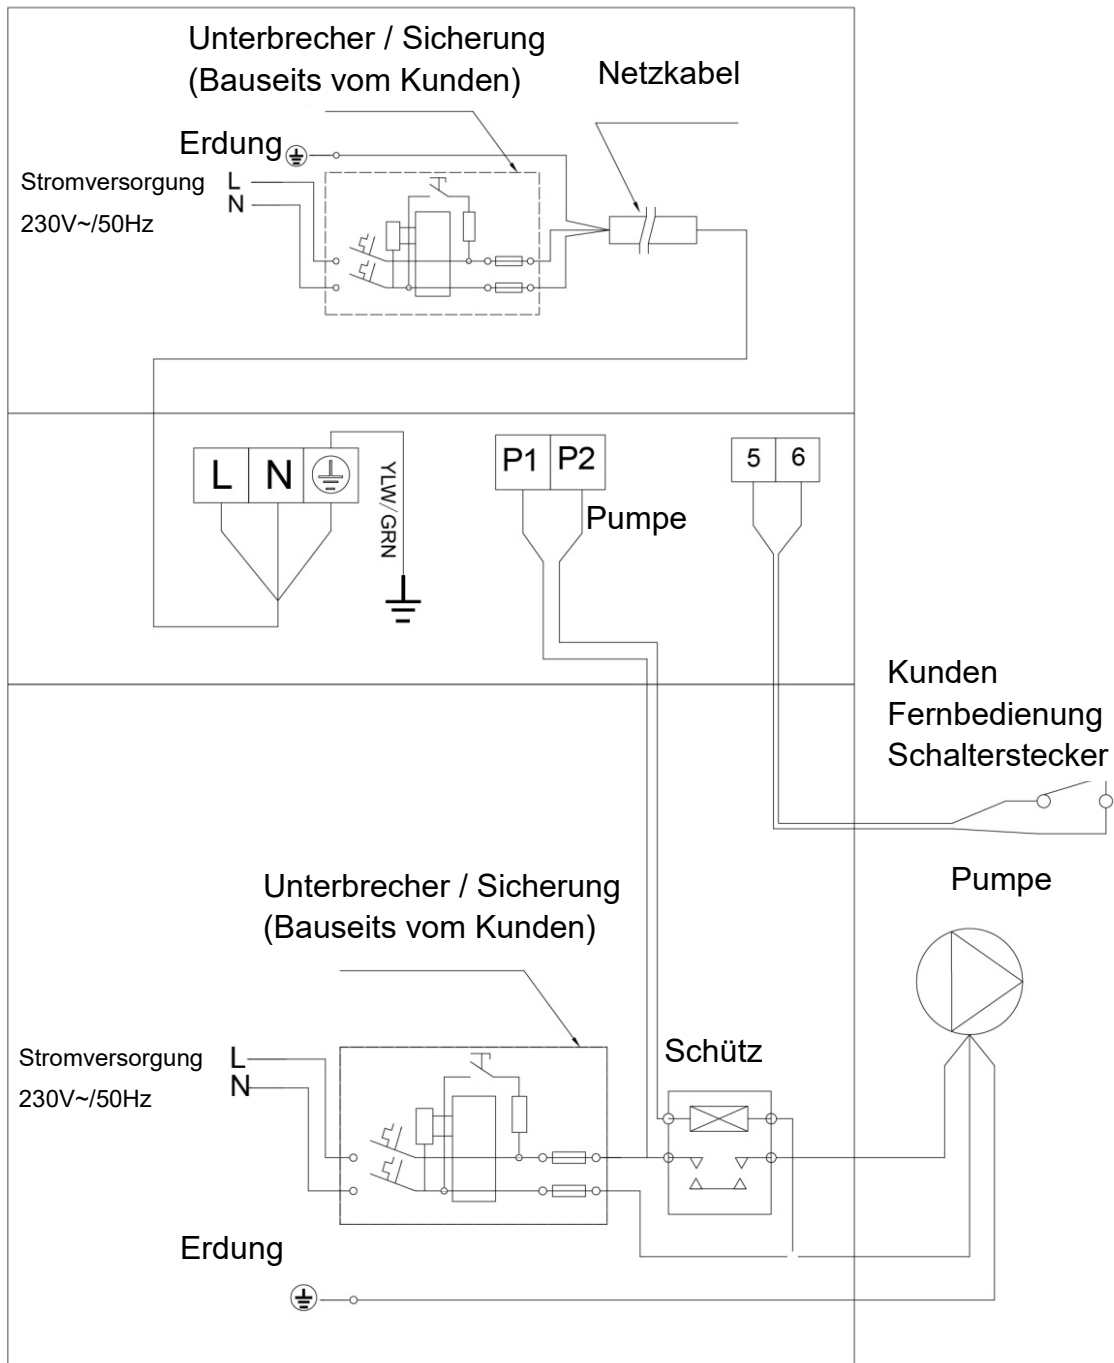 Unterbrecher / Sicherung
(Bauseits vom Kunden)
Netzkabel
Erdung
Stromversorgung L
230V~/50Hz N
L N
YLW/GRN
P1 P2
Pumpe
5 6
Kunden
Fernbedienung
Schalterstecker
Unterbrecher / Sicherung
(Bauseits vom Kunden)
Pumpe
Schütz
Stromversorgung L
230V~/50Hz N
Erdung